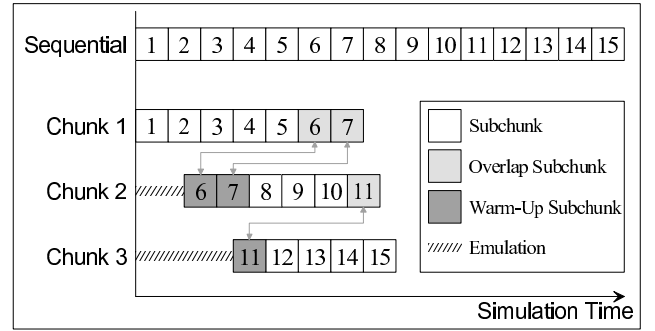 Sequential 1 2 3 4 5 6 7 8 9 10 11 12 13 14 15
Chunk 1 1 2 3 4 5 6 7
Chunk 2 6 7 8 9 10 11
Chunk 3 11 12 13 14 15
Subchunk
Overlap Subchunk
Warm-Up Subchunk
Emulation
Simulation Time